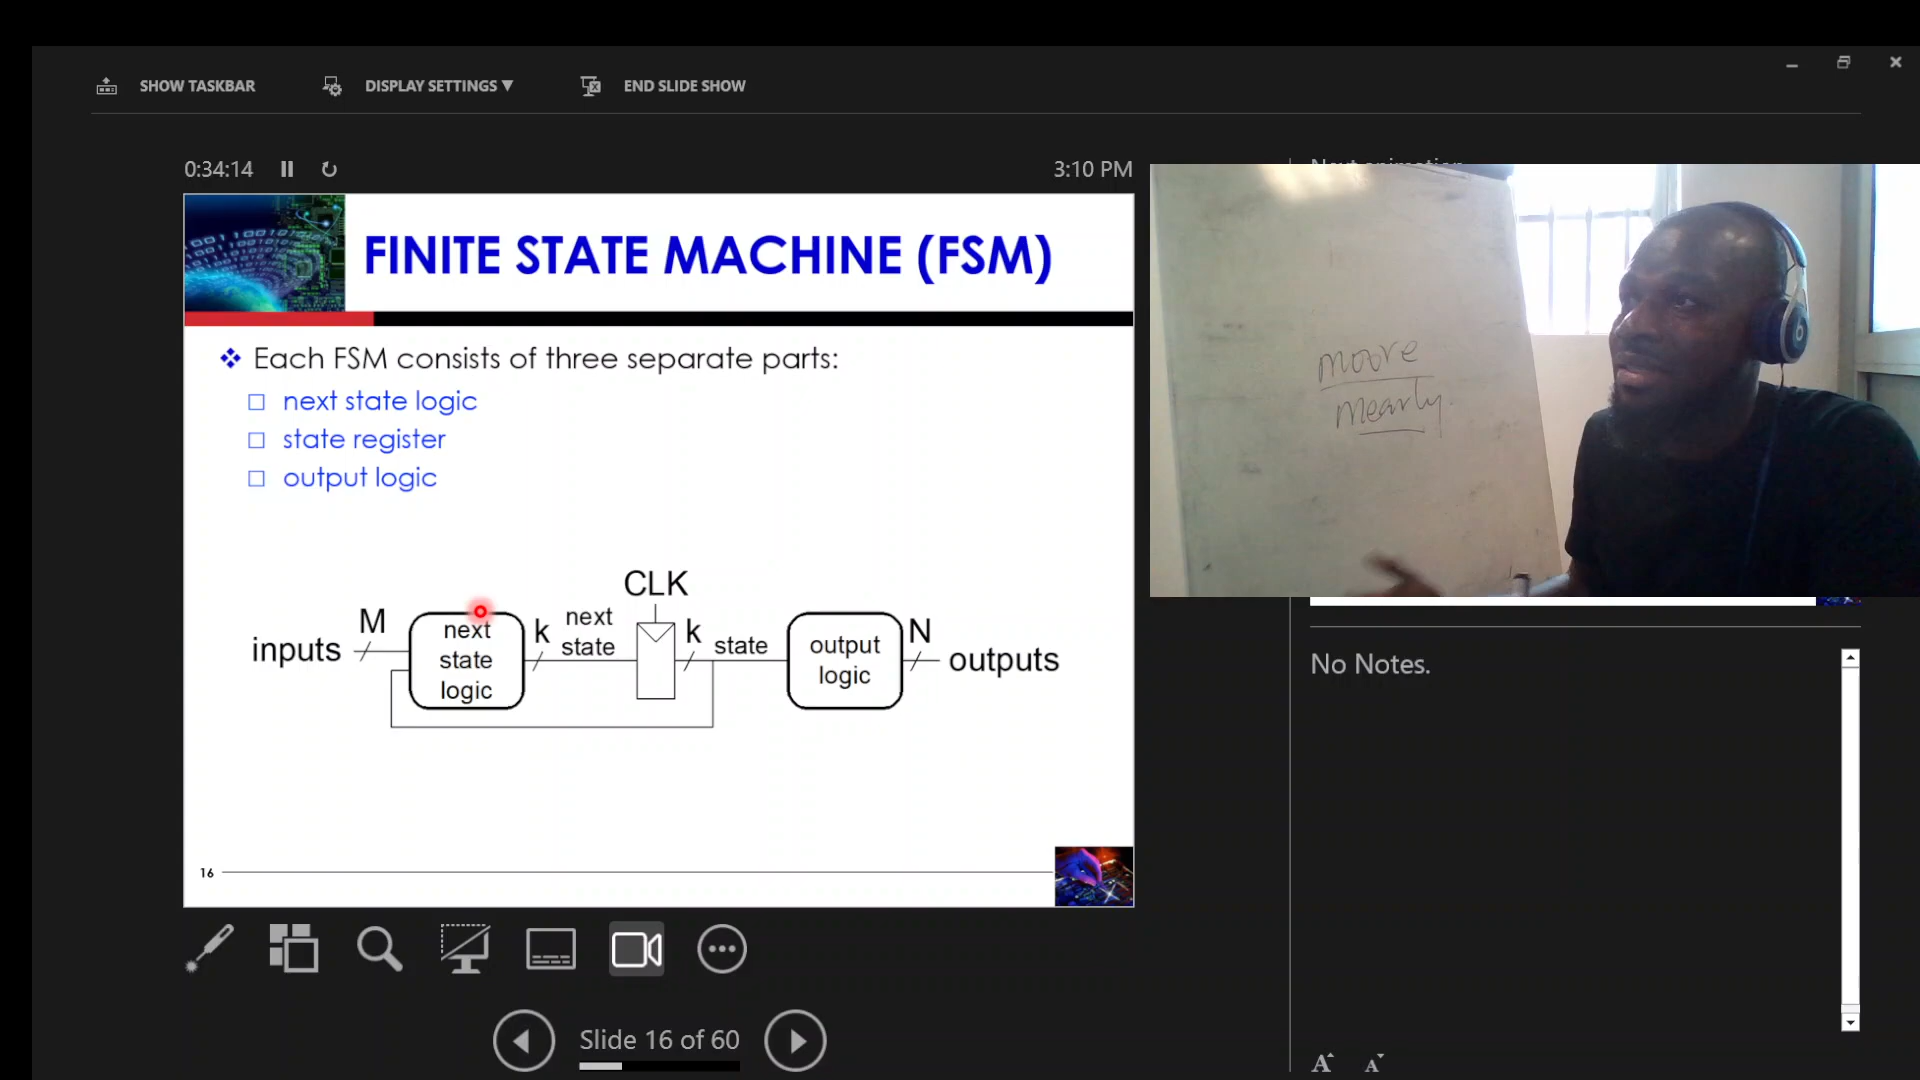 SHOW TASKBAR
DISPLAY SETTINGS ▼
END SLIDE SHOW
0:34:14
3:10 PM
Next animation
FINITE STATE MACHINE (FSM)
Each FSM consists of three separate parts:
next state logic
state register
output logic
moore
mearly.
CLK
inputs
M
next
state
logic
k
next
state
k
state
output
logic
N
outputs
No Notes.
16
Slide 16 of 60